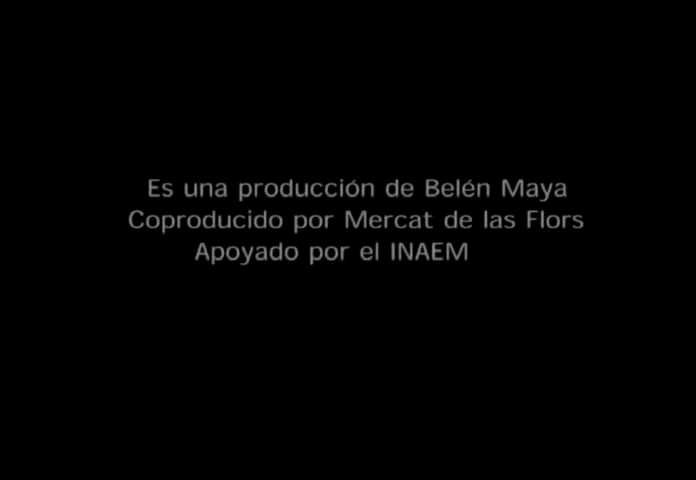 Es una producción de Belén Maya
Coproducido por Mercat de las Flors
Apoyado por el INAEM